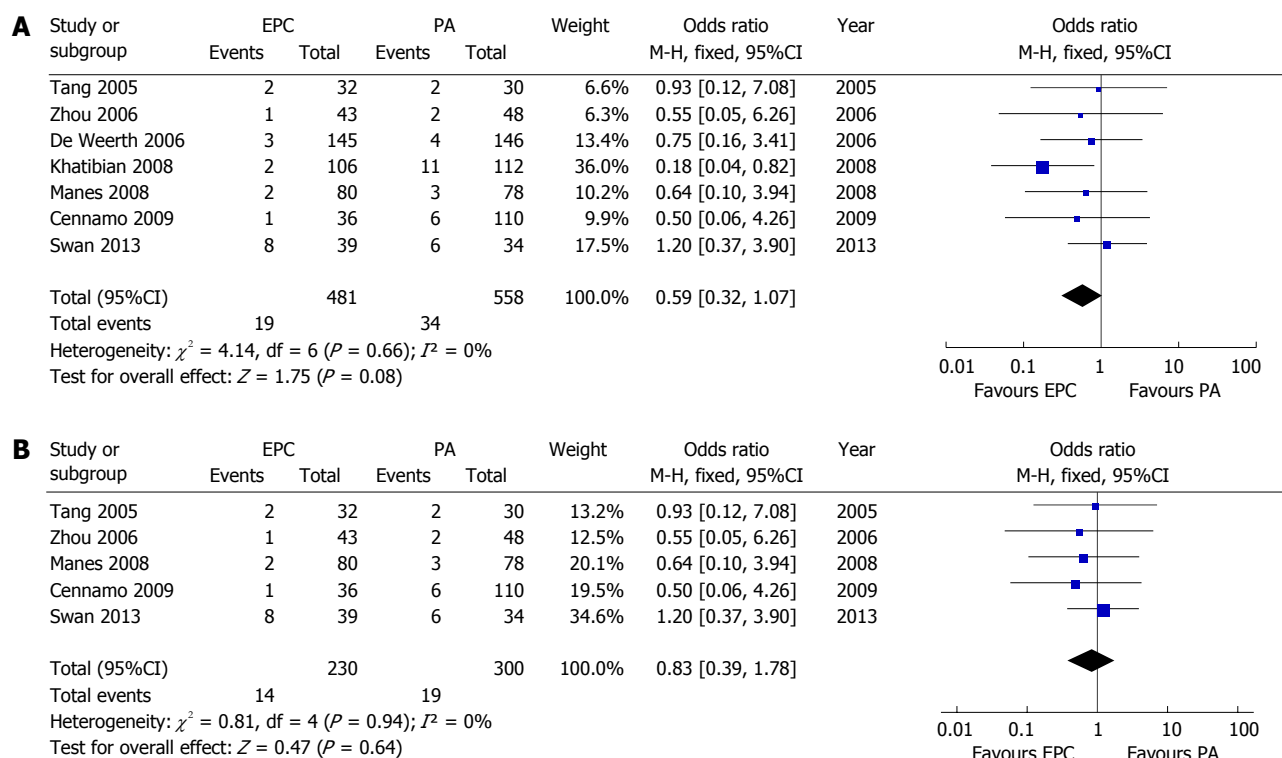 A Study or EPC PA Weight Odds ratio Year Odds ratio
subgroup Events Total Events Total M-H, fixed, 95%CI M-H, fixed, 95%CI
Tang 2005 2 32 2 30 6.6% 0.93 [0.12, 7.08] 2005
Zhou 2006 1 43 2 48 6.3% 0.55 [0.05, 6.26] 2006
De Weerth 2006 3 145 4 146 13.4% 0.75 [0.16, 3.41] 2006
Khatibian 2008 2 106 11 112 36.0% 0.18 [0.04, 0.82] 2008
Manes 2008 2 80 3 78 10.2% 0.64 [0.10, 3.94] 2008
Cennamo 2009 1 36 6 110 9.9% 0.50 [0.06, 4.26] 2009
Swan 2013 8 39 6 34 17.5% 1.20 [0.37, 3.90] 2013
Total (95%CI) 481 558 100.0% 0.59 [0.32, 1.07]
Total events 19 34
Heterogeneity: χ² = 4.14, df = 6 (P = 0.66); I² = 0%
Test for overall effect: Z = 1.75 (P = 0.08)
0.01 0.1 1 10 100
Favours EPC Favours PA
B Study or EPC PA Weight Odds ratio Year Odds ratio
subgroup Events Total Events Total M-H, fixed, 95%CI M-H, fixed, 95%CI
Tang 2005 2 32 2 30 13.2% 0.93 [0.12, 7.08] 2005
Zhou 2006 1 43 2 48 12.5% 0.55 [0.05, 6.26] 2006
Manes 2008 2 80 3 78 20.1% 0.64 [0.10, 3.94] 2008
Cennamo 2009 1 36 6 110 19.5% 0.50 [0.06, 4.26] 2009
Swan 2013 8 39 6 34 34.6% 1.20 [0.37, 3.90] 2013
Total (95%CI) 230 300 100.0% 0.83 [0.39, 1.78]
Total events 14 19
Heterogeneity: χ² = 0.81, df = 4 (P = 0.94); I² = 0%
Test for overall effect: Z = 0.47 (P = 0.64)
0.01 0.1 1 10 100
Favours EPC Favours PA